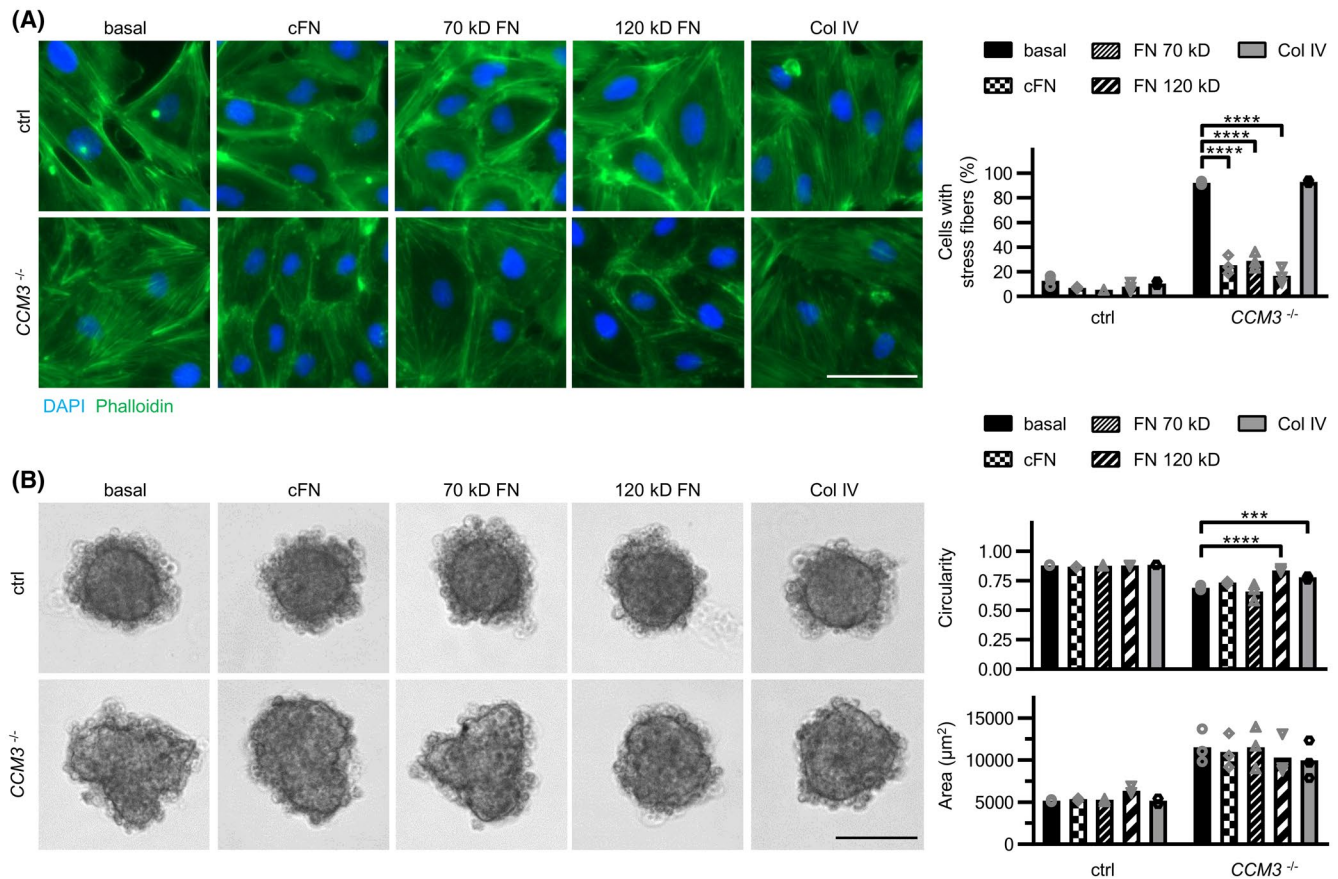 (A)
basal cFN 70 kD FN 120 kD FN Col IV
ctrl
CCM3 -/-
DAPI Phalloidin
basal FN 70 kD Col IV
cFN FN 120 kD
Cells with
stress fibers (%)
100
80
60
40
20
0
****
****
****
ctrl CCM3 -/-
(B)
basal cFN 70 kD FN 120 kD FN Col IV
ctrl
CCM3 -/-
basal FN 70 kD Col IV
cFN FN 120 kD
Circularity
1.00
0.75
0.50
0.25
0.00
***
****
Area (µm²)
15000
10000
5000
0
ctrl CCM3 -/-